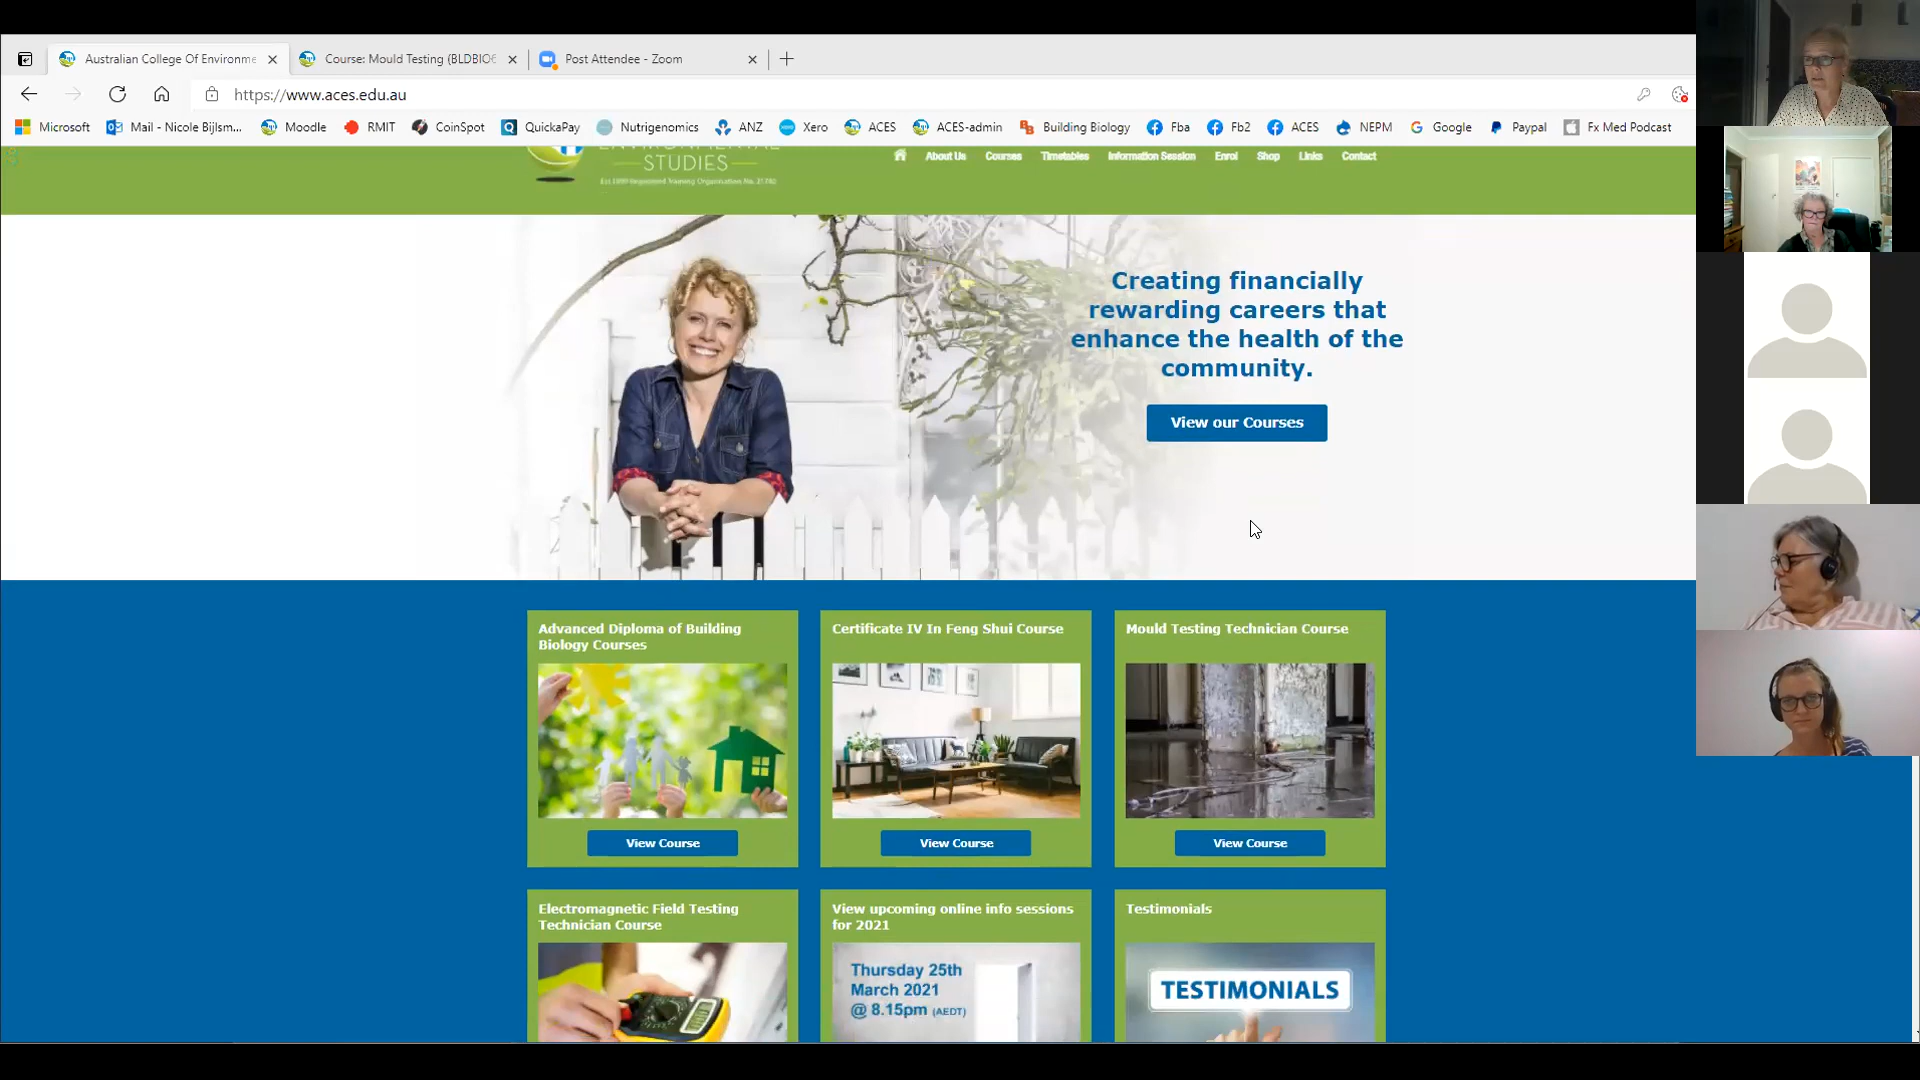 Australian College Of Environme
Course: Mould Testing (BLDBIO6
Post Attendee - Zoom
https://www.aces.edu.au
Microsoft
Mail - Nicole Bijlsm...
Moodle
RMIT
CoinSpot
QuickaPay
Nutrigenomics
ANZ
Xero
ACES
ACES-admin
Building Biology
Fba
Fb2
ACES
NEPM
Google
Paypal
Fx Med Podcast
ENVIRONMENTAL
STUDIES
About Us
Courses
Timetables
Information Session
Enrol
Shop
Links
Contact
Creating financially
rewarding careers that
enhance the health of the
community.
View our Courses
Advanced Diploma of Building
Biology Courses
View Course
Certificate IV In Feng Shui Course
View Course
Mould Testing Technician Course
View Course
Electromagnetic Field Testing
Technician Course
View upcoming online info sessions
for 2021
Thursday 25th
March 2021
@ 8.15pm (AEDT)
Testimonials
TESTIMONIALS